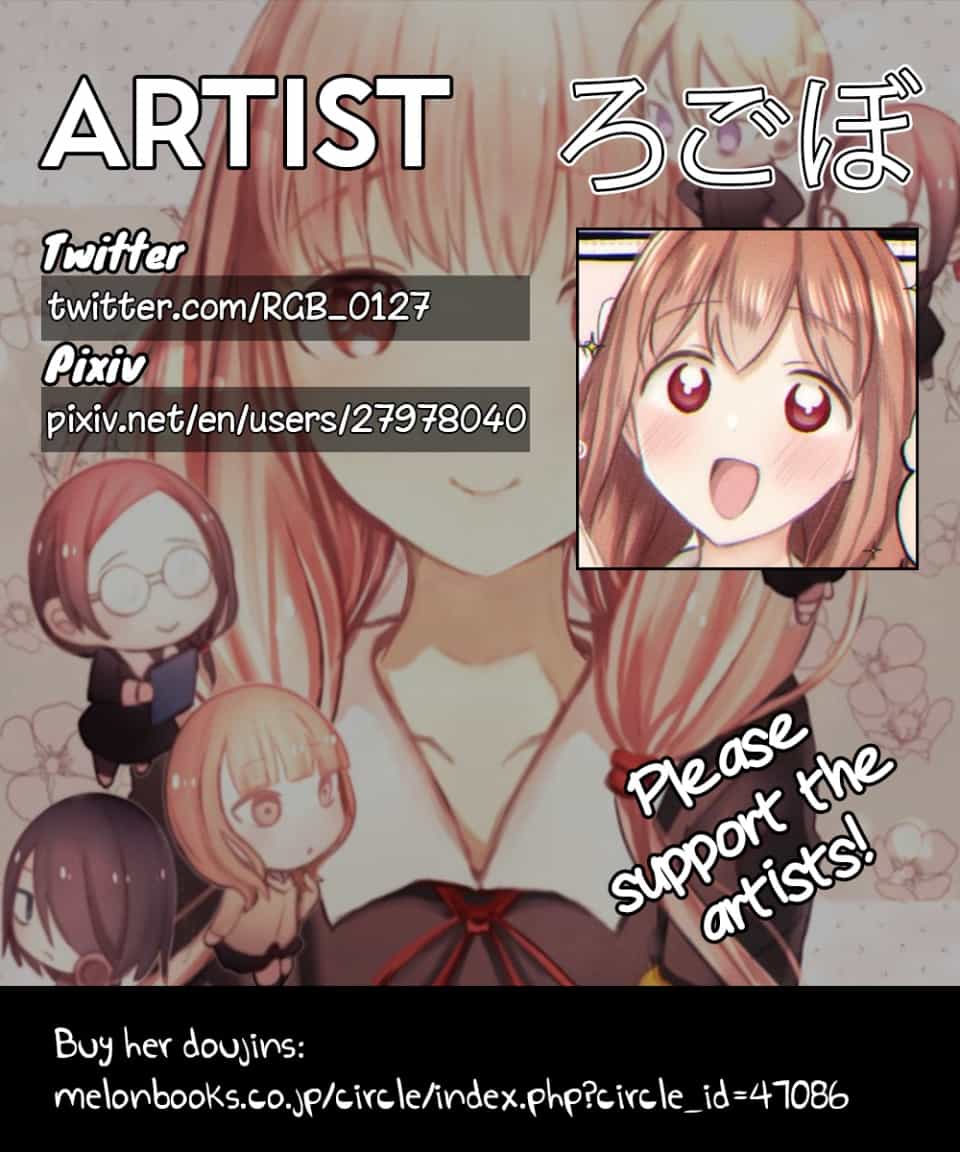 ARTIST
ろごぼ
Twitter
twitter.com/RGB_0127
Pixiv
pixiv.net/en/users/27978040
Please
support the
artists!
Buy her doujins:
melonbooks.co.jp/circle/index.php?circle_id=47086